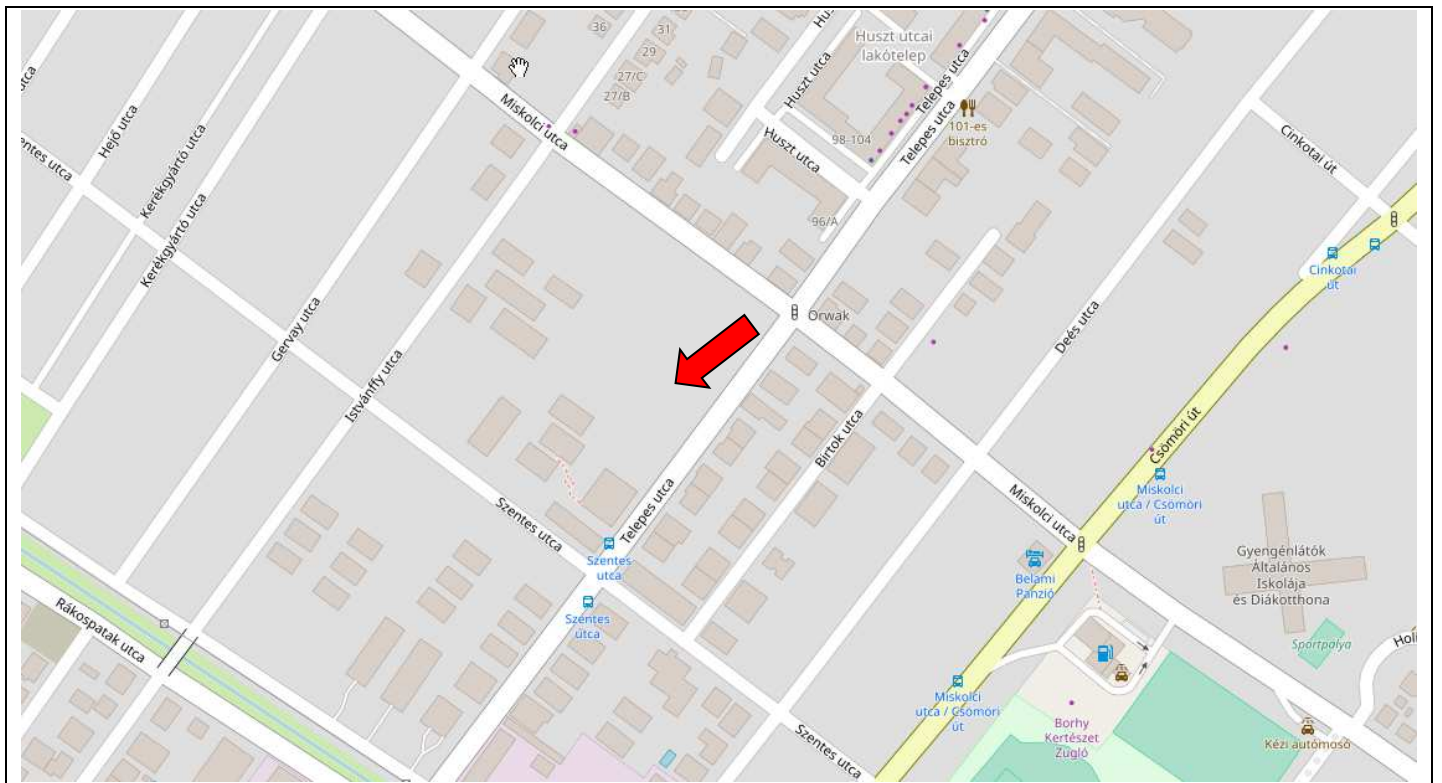 36
31
29
27/C
27/B
Hu
Huszt utcai
lakótelep
Huszt utca
Telepes utca
Telepes utca
101-es
bisztró
98-104
Huszt utca
96/A
Miskolci utca
utca
Hejő utca
Kerékgyártó utca
entes utca
Kerékgyártó utca
Cinkotai út
Cinkotai
út
Orwak
Deés utca
Gervay utca
Istvánffy utca
Csömöri út
Birtok utca
Miskolci
utca / Csömöri
út
Miskolci utca
Szentes utca
Telepes utca
Szentes
utca
Szentes
utca
Belami
Panzió
Gyengénlátók
Általános
Iskolája
és Diákotthona
Sportpálya
Holl
Rákospatak utca
Miskolci
utca / Csömöri
út
Borhy
Kertészet
Zugló
Kézi autómosó
Szentes utca